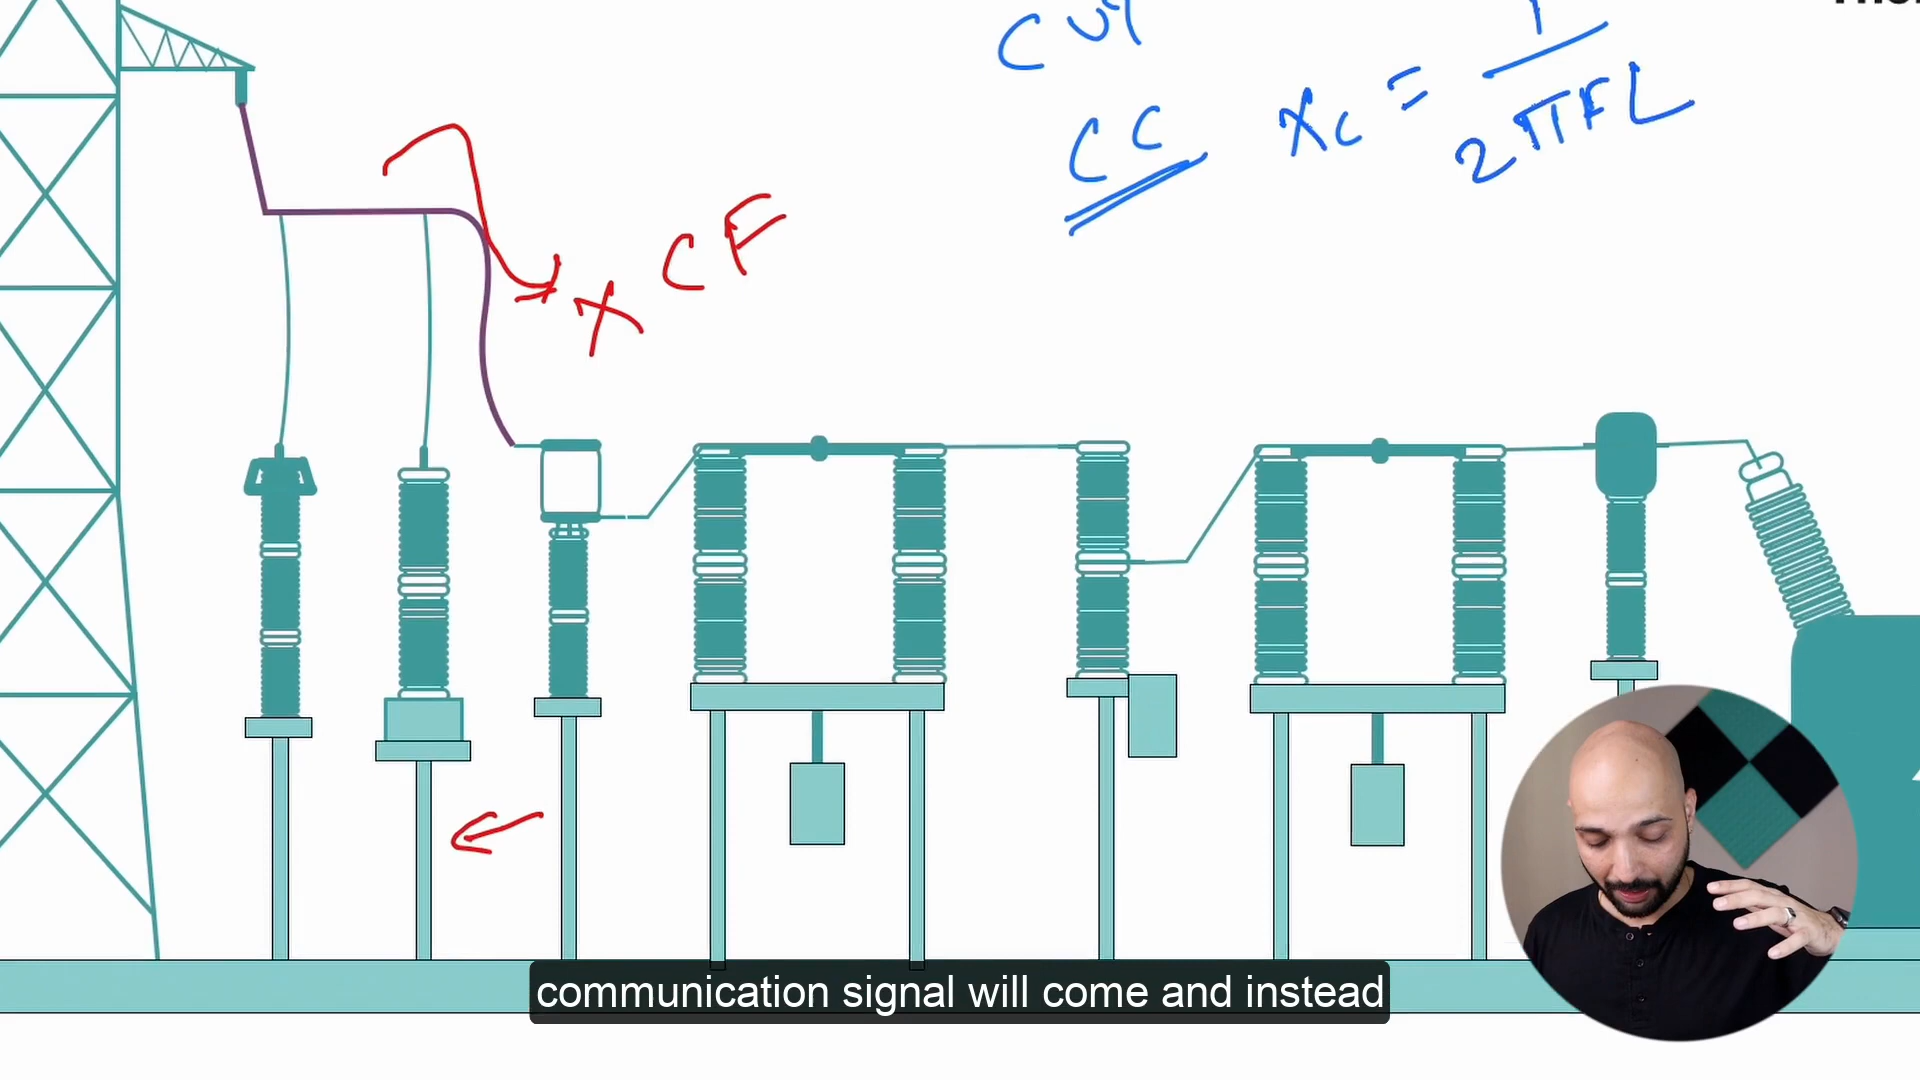 CC
Xc = 1/2πFL
X CF
communication signal will come and instead